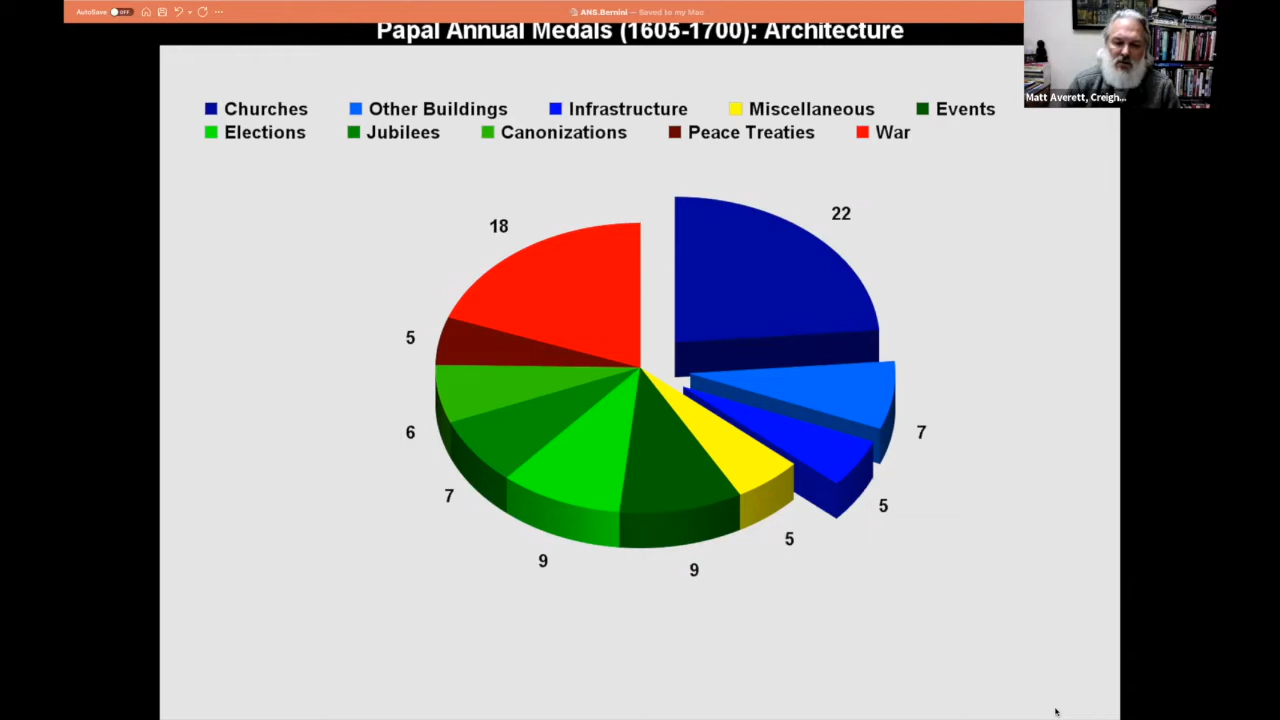 AutoSave OFF
ANS.Bernini — Saved to my Mac
Papal Annual Medals (1605-1700): Architecture
Matt Averett, Creigh...
Churches Other Buildings Infrastructure Miscellaneous Events
Elections Jubilees Canonizations Peace Treaties War
22
18
5
7
6
5
7
5
9
9